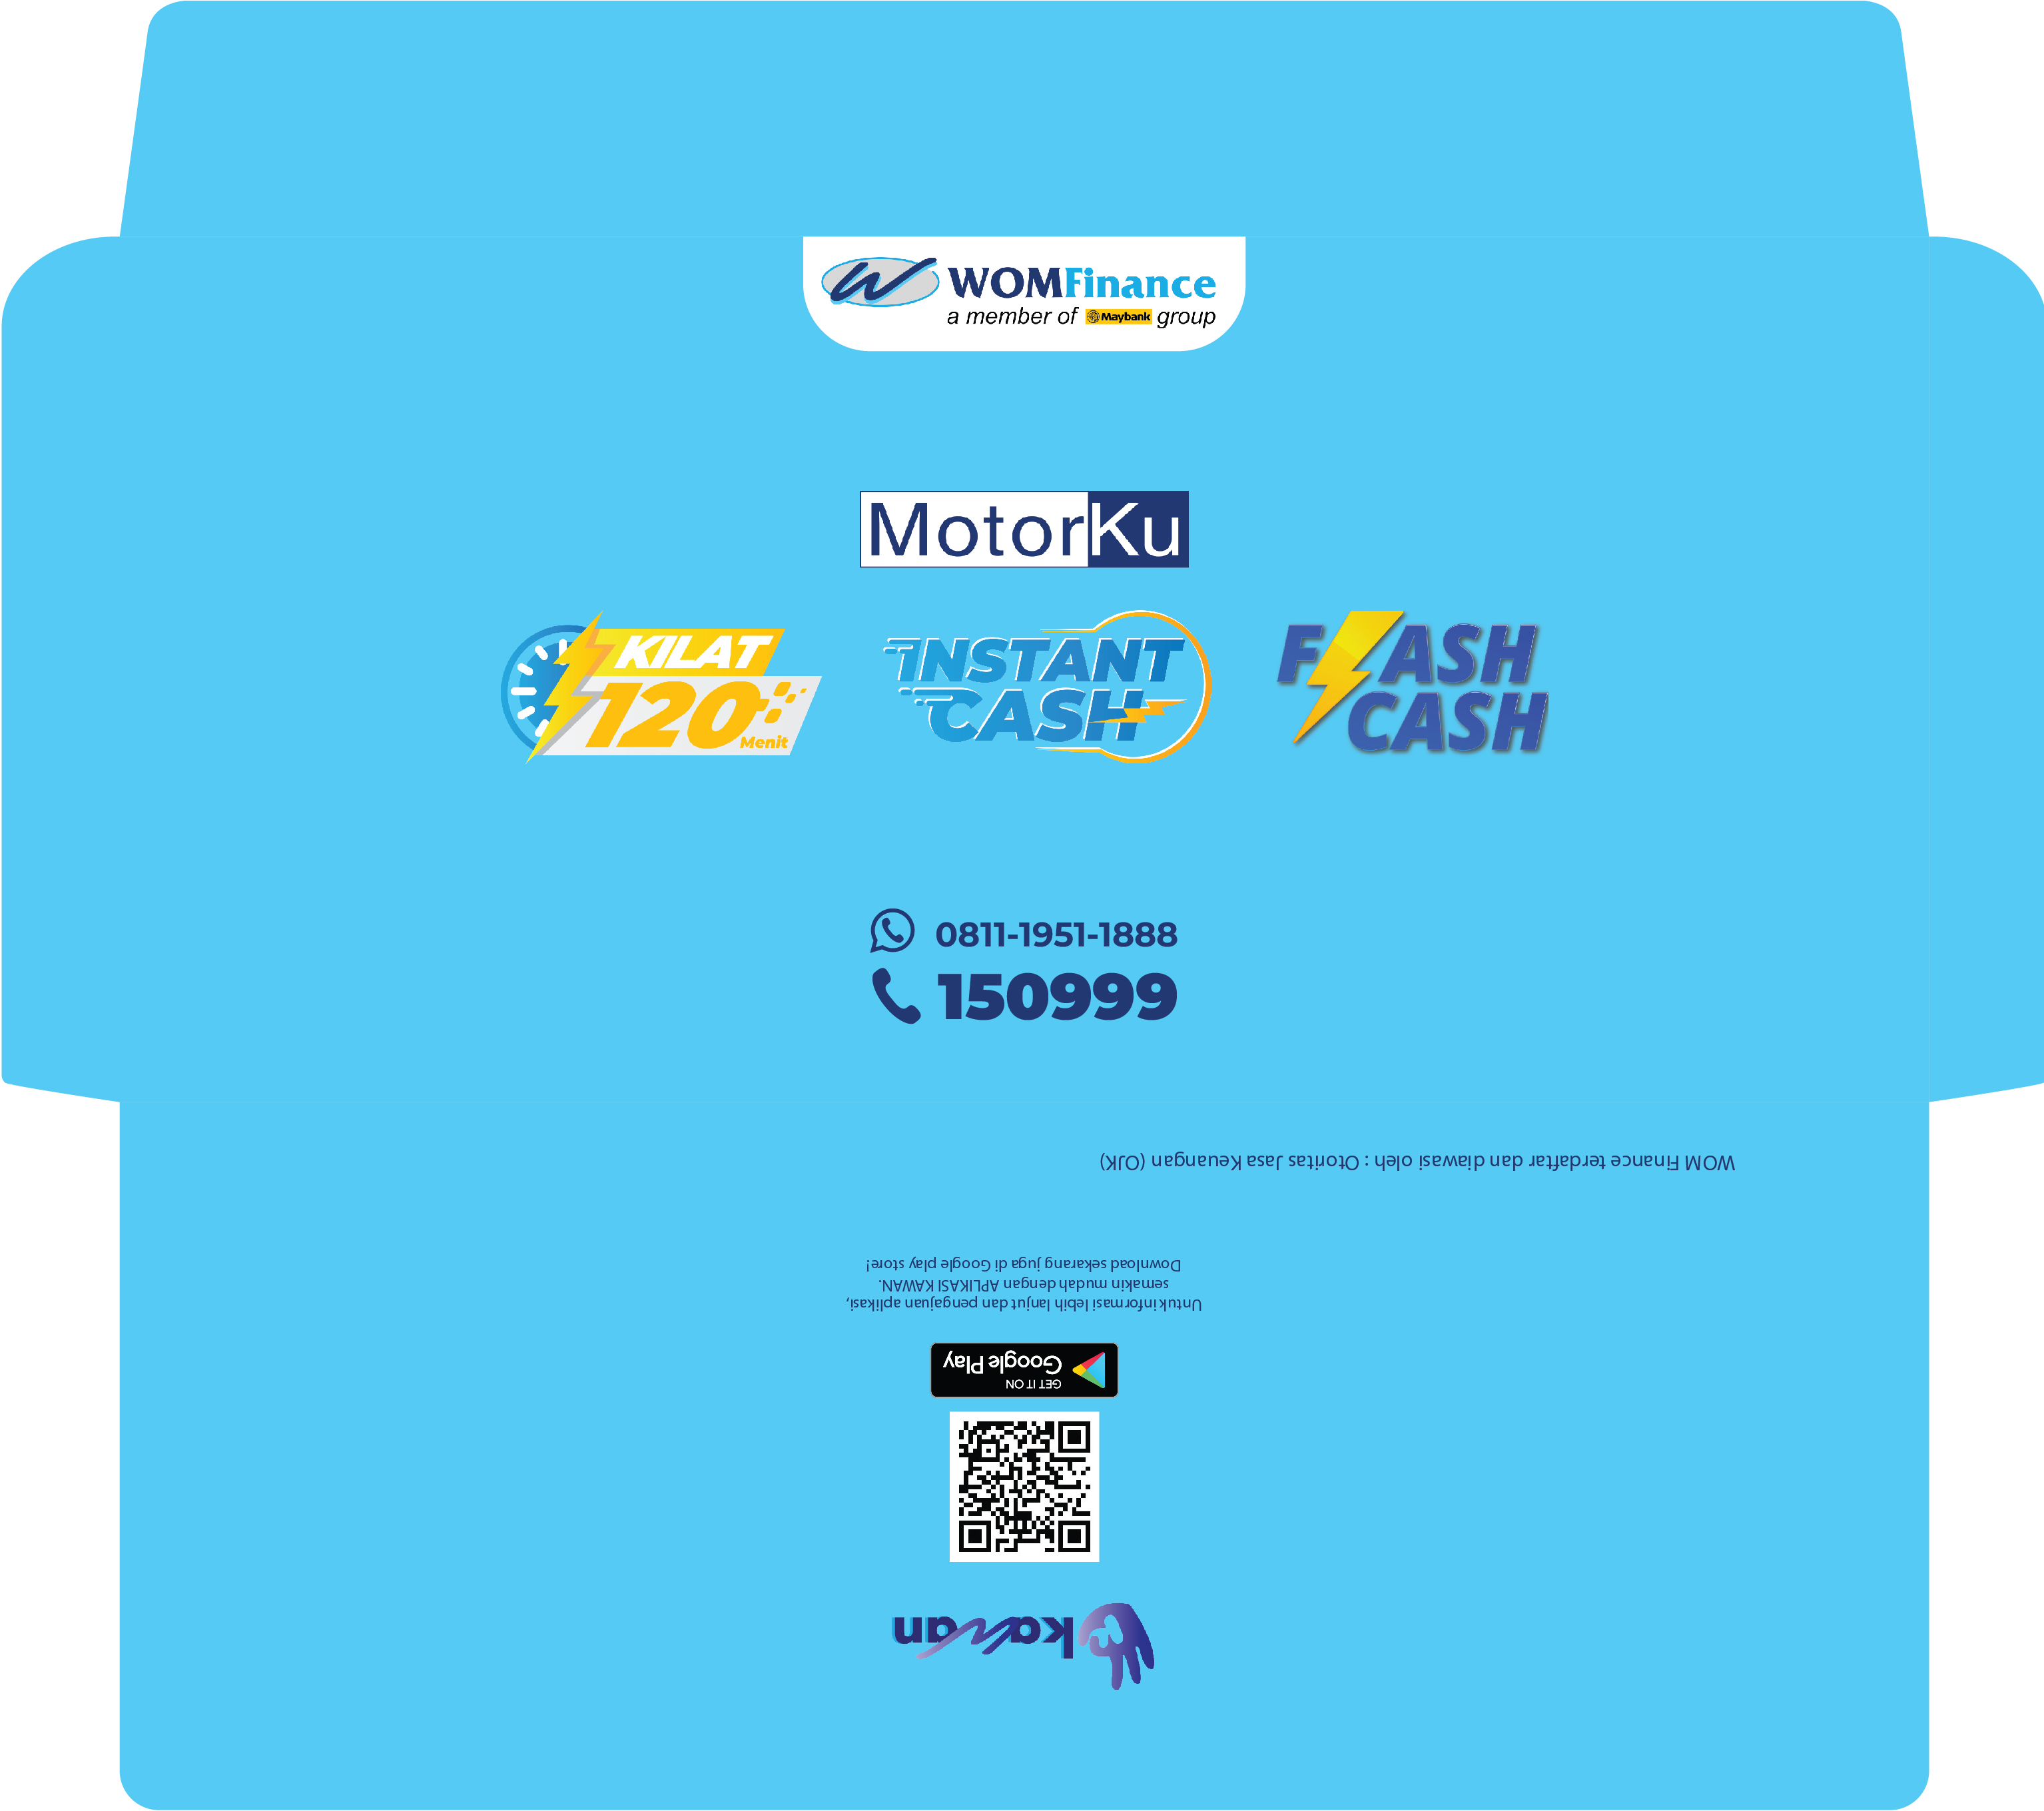 WOMFinance
a member of Maybank group
MotorKu
KILAT
120
Menit
INSTANT
CASH
FLASH
CASH
0811-1951-1888
150999
WOM Finance terdaftar dan diawasi oleh : Otoritas Jasa Keuangan (OJK)
kawan
GET IT ON
Google Play
Untuk informasi lebih lanjut dan pengajuan aplikasi,
semakin mudah dengan APLIKASI KAWAN.
Download sekarang juga di Google play store!